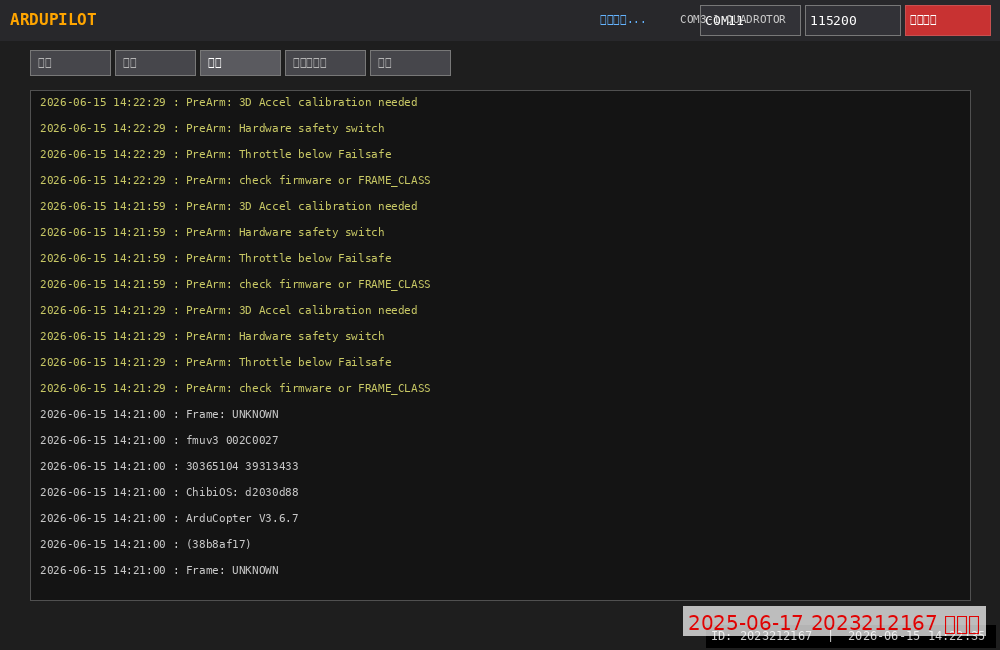 ARDUPILOT
COM11 115200
2026-06-15 14:22:29 : PreArm: 3D Accel calibration needed
2026-06-15 14:22:29 : PreArm: Hardware safety switch
2026-06-15 14:22:29 : PreArm: Throttle below Failsafe
2026-06-15 14:22:29 : PreArm: check firmware or FRAME_CLASS
2026-06-15 14:21:59 : PreArm: 3D Accel calibration needed
2026-06-15 14:21:59 : PreArm: Hardware safety switch
2026-06-15 14:21:59 : PreArm: Throttle below Failsafe
2026-06-15 14:21:59 : PreArm: check firmware or FRAME_CLASS
2026-06-15 14:21:29 : PreArm: 3D Accel calibration needed
2026-06-15 14:21:29 : PreArm: Hardware safety switch
2026-06-15 14:21:29 : PreArm: Throttle below Failsafe
2026-06-15 14:21:29 : PreArm: check firmware or FRAME_CLASS
2026-06-15 14:21:00 : Frame: UNKNOWN
2026-06-15 14:21:00 : fmuv3 002C0027
2026-06-15 14:21:00 : 30365104 39313433
2026-06-15 14:21:00 : ChibiOS: d2030d88
2026-06-15 14:21:00 : ArduCopter V3.6.7
2026-06-15 14:21:00 : (38b8af17)
2026-06-15 14:21:00 : Frame: UNKNOWN
2025-06-17 2023212167
ID: 2023212167 | 2026-06-15 14:22:35